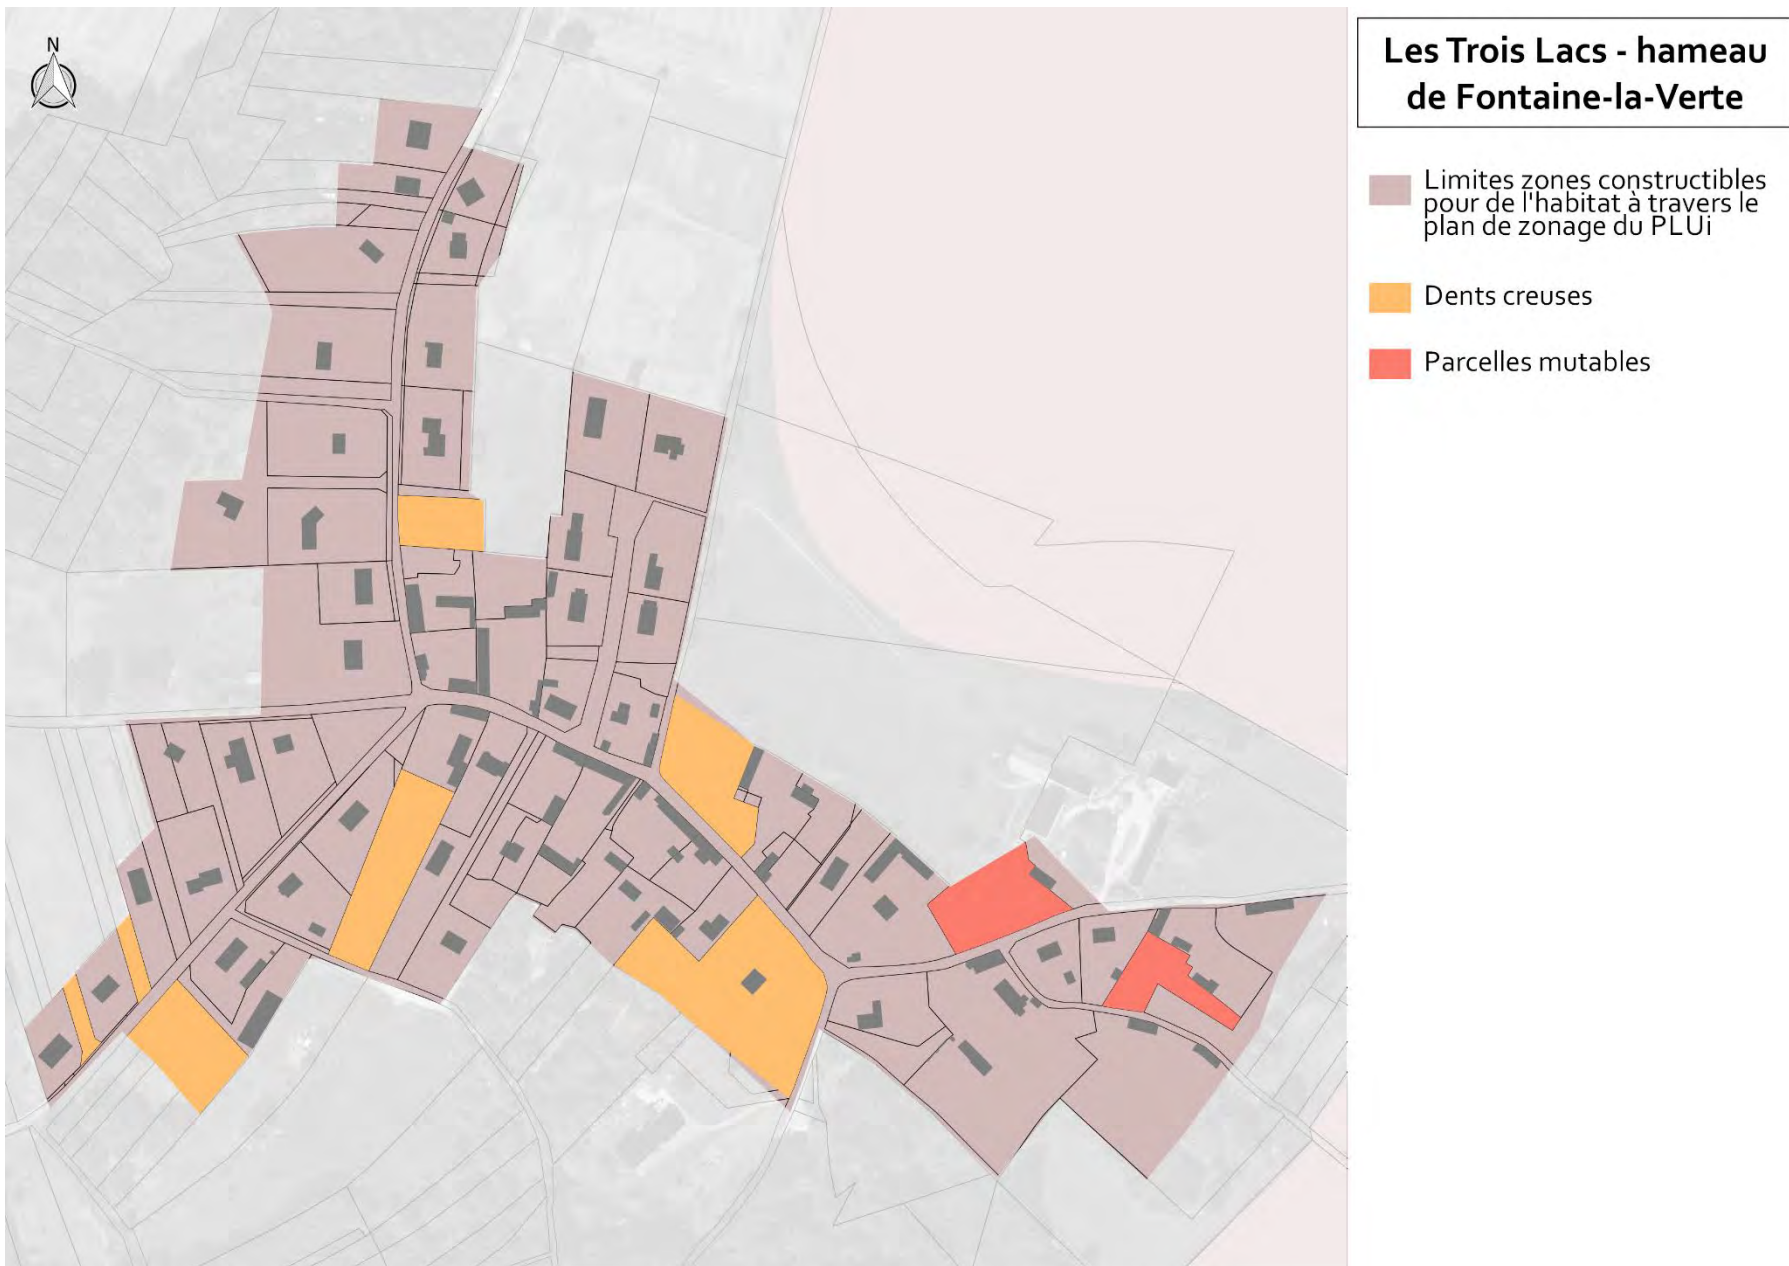 N
Les Trois Lacs - hameau
de Fontaine-la-Verte
Limites zones constructibles
pour de l'habitat à travers le
plan de zonage du PLUi
Dents creuses
Parcelles mutables